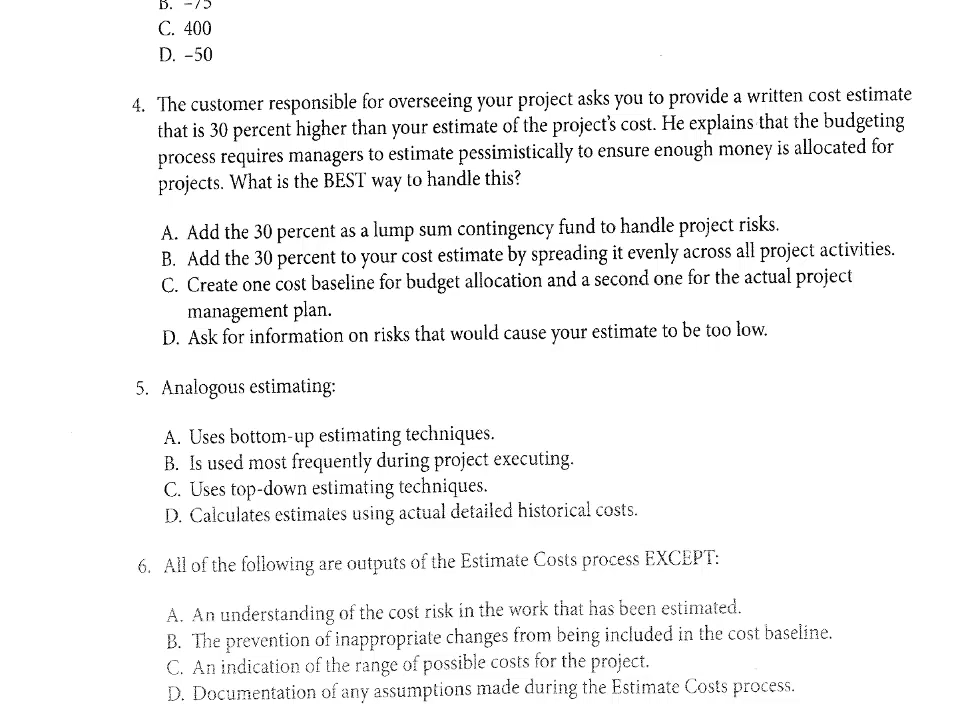 B. –75
C. 400
D. –50
4. The customer responsible for overseeing your project asks you to provide a written cost estimate
that is 30 percent higher than your estimate of the project's cost. He explains that the budgeting
process requires managers to estimate pessimistically to ensure enough money is allocated for
projects. What is the BEST way to handle this?
A. Add the 30 percent as a lump sum contingency fund to handle project risks.
B. Add the 30 percent to your cost estimate by spreading it evenly across all project activities.
C. Create one cost baseline for budget allocation and a second one for the actual project
management plan.
D. Ask for information on risks that would cause your estimate to be too low.
5. Analogous estimating:
A. Uses bottom-up estimating techniques.
B. Is used most frequently during project executing.
C. Uses top-down estimating techniques.
D. Calculates estimates using actual detailed historical costs.
6. All of the following are outputs of the Estimate Costs process EXCEPT:
A. An understanding of the cost risk in the work that has been estimated.
B. The prevention of inappropriate changes from being included in the cost baseline.
C. An indication of the range of possible costs for the project.
D. Documentation of any assumptions made during the Estimate Costs process.